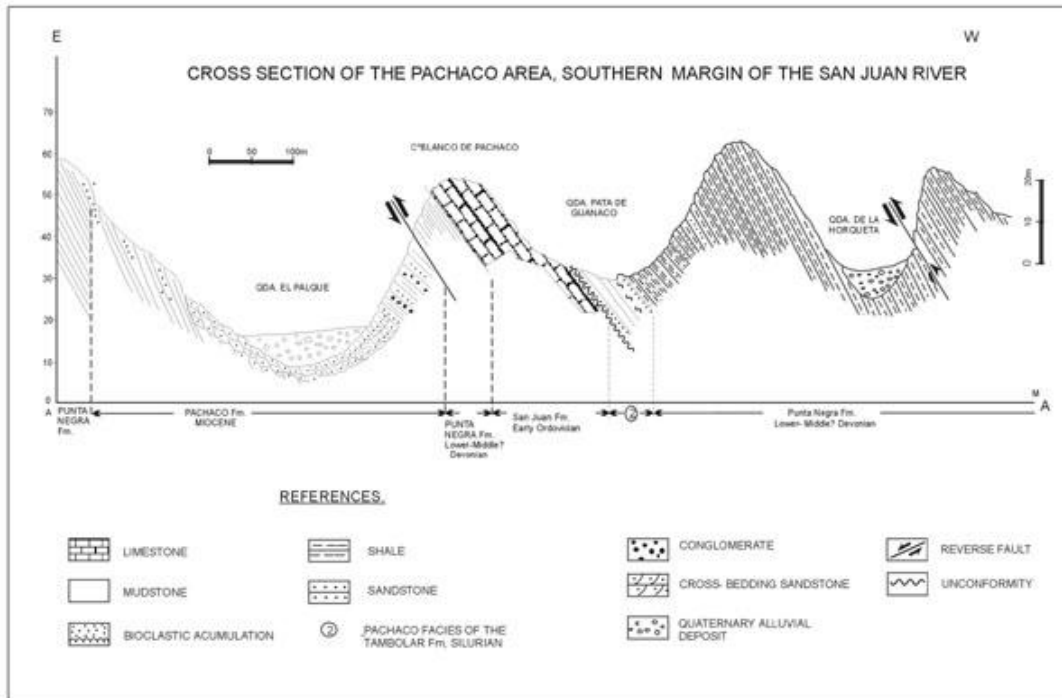 E
W
CROSS SECTION OF THE PACHACO AREA, SOUTHERN MARGIN OF THE SAN JUAN RIVER
70
60
50
40
30
20
10
0
0 50 100m
CºBLANCO DE PACHACO
QDA. PATA DE
GUANACO
QDA. EL PALQUE
QDA. DE LA
HORQUETA
20m
10
0
A
M
A
PUNTA
NEGRA
Fm.
PACHACO Fm.
MIOCENE
PUNTA
NEGRA Fm.
Lower-Middle?
Devonian
San Juan Fm.
Early Ordovisian
2
Punta Negra Fm.
Lower- Middle? Devonian
REFERENCES.
LIMESTONE
MUDSTONE
BIOCLASTIC ACUMULATION
SHALE
SANDSTONE
2 PACHACO FACIES OF THE
TAMBOLAR Fm, SILURIAN
CONGLOMERATE
CROSS- BEDDING SANDSTONE
QUATERNARY ALLUVIAL
DEPOSIT
REVERSE FAULT
UNCONFORMITY